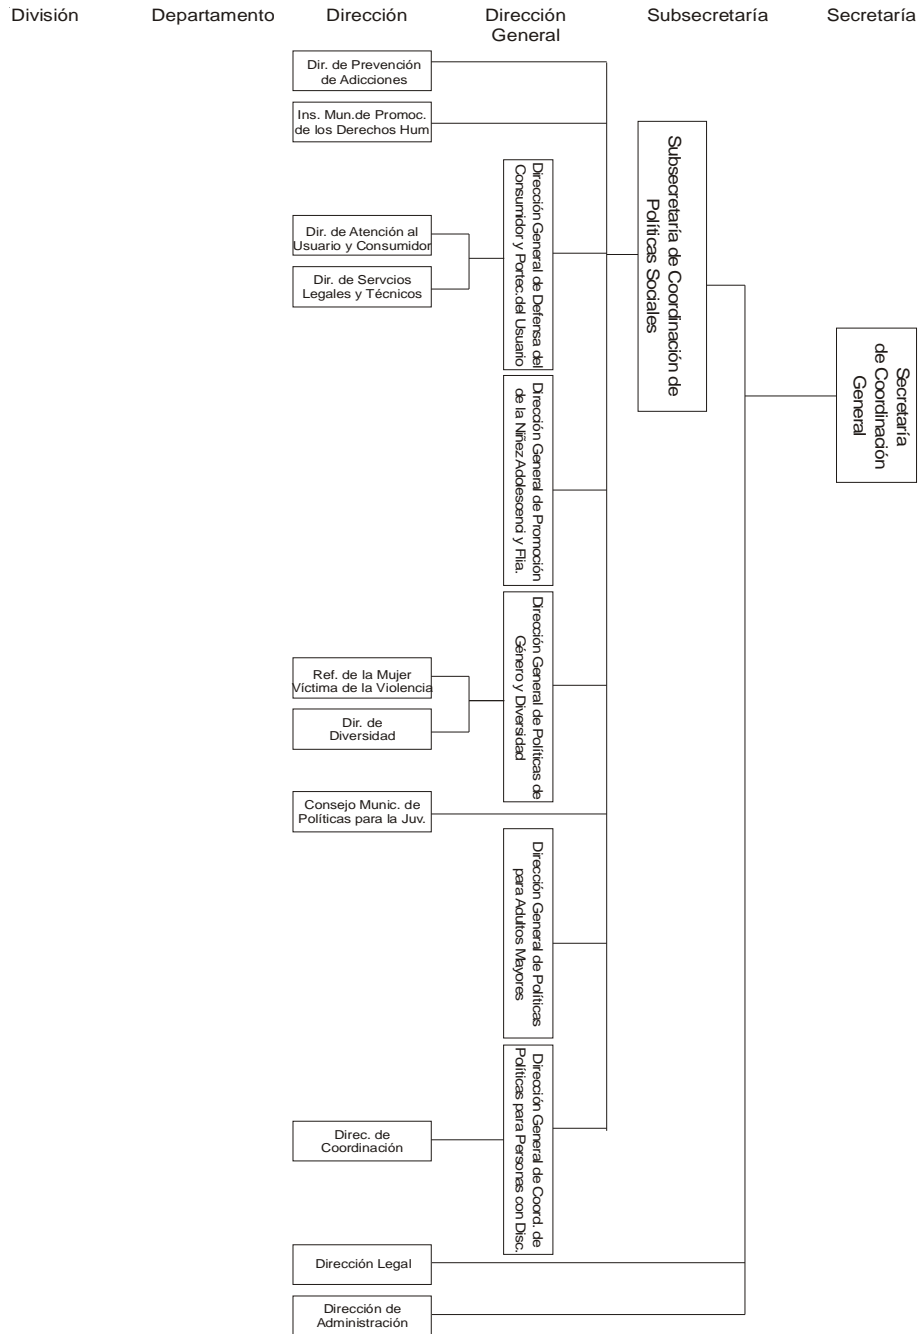 División
Departamento
Dirección
Dirección
General
Subsecretaría
Secretaría
Dir. de Prevención
de Adicciones
Ins. Mun.de Promoc.
de los Derechos Hum
Dir. de Atención al
Usuario y Consumidor
Dir. de Servcios
Legales y Técnicos
Dirección General de Defensa del
Consumidor y Portec.del Usuario
Subsecretaría de Coordinación de
Políticas Sociales
Secretaría
de Coordinación
General
Dirección General de Promoción
de la Niñez Adolescenci y Flia.
Ref. de la Mujer
Víctima de la Violencia
Dir. de
Diversidad
Dirección General de Políticas de
Género y Diversidad
Consejo Munic. de
Políticas para la Juv.
Dirección General de Políticas
para Adultos Mayores
Direc. de
Coordinación
Dirección General de Coord. de
Políticas para Personas con Disc.
Dirección Legal
Dirección de
Administración